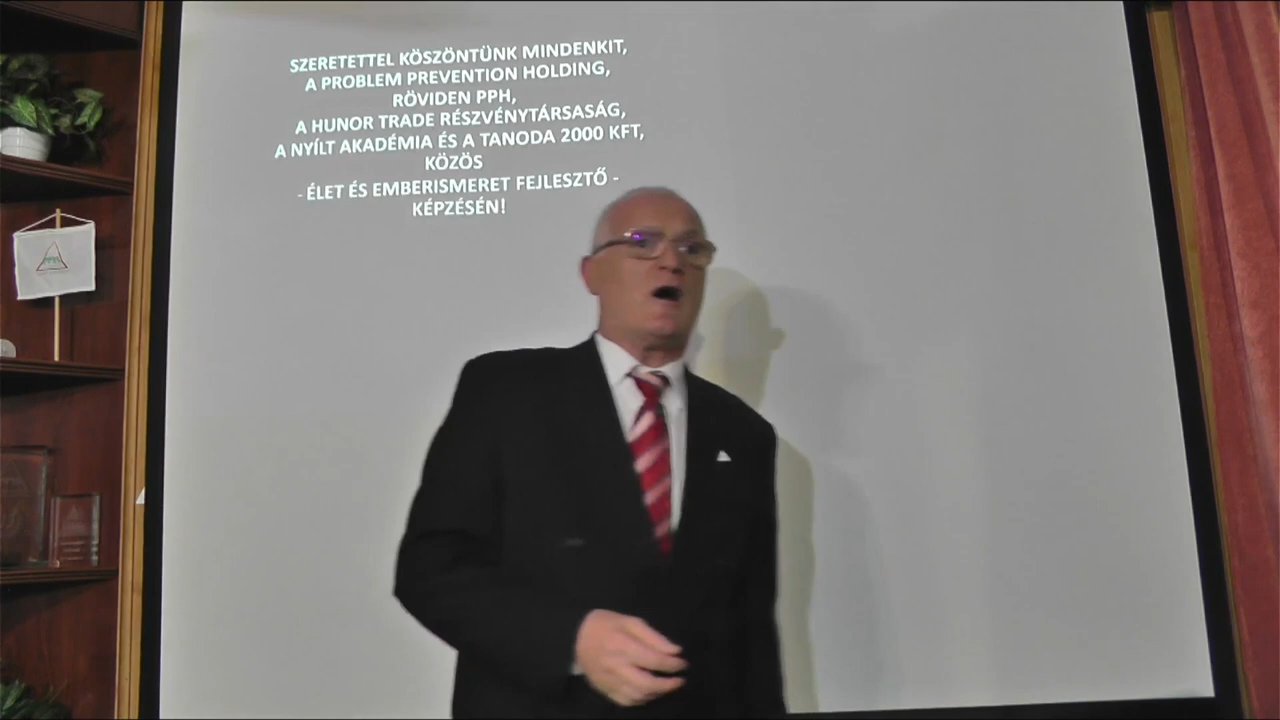 SZERETETTEL KÖSZÖNTÜNK MINDENKIT,
A PROBLEM PREVENTION HOLDING,
RÖVIDEN PPH,
A HUNOR TRADE RÉSZVÉNYTÁRSASÁG,
A NYÍLT AKADÉMIA ÉS A TANODA 2000 KFT,
KÖZÖS
- ÉLET ÉS EMBERISMERET FEJLESZTŐ -
KÉPZÉSÉN!